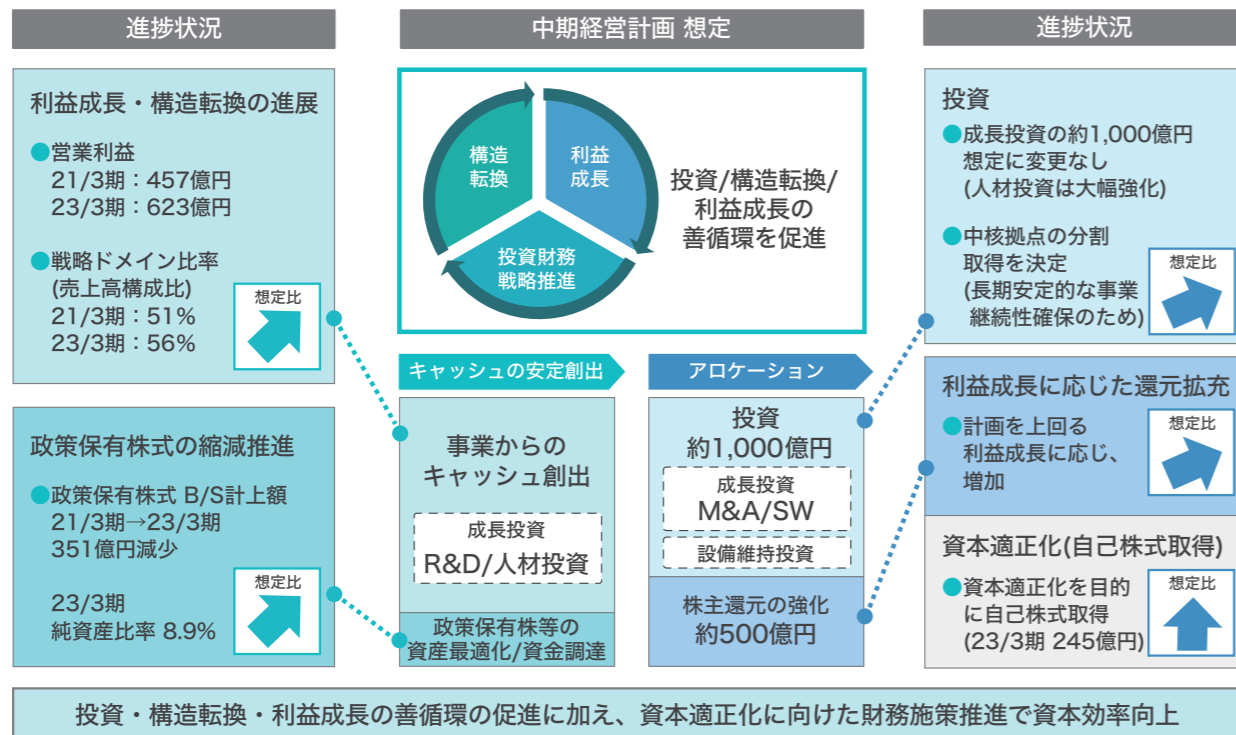 進捗状況
利益成長・構造転換の進展
●営業利益
21/3期：457億円
23/3期：623億円
●戦略ドメイン比率
(売上高構成比)
21/3期：51%
23/3期：56%
想定比
政策保有株式の縮減推進
●政策保有株式 B/S計上額
21/3期→23/3期
351億円減少
23/3期
純資産比率 8.9%
想定比
中期経営計画 想定
構造
転換
利益
成長
投資財務
戦略推進
投資/構造転換/
利益成長の
善循環を促進
キャッシュの安定創出
事業からの
キャッシュ創出
成長投資
R&D/人材投資
政策保有株等の
資産最適化/資金調達
アロケーション
投資
約1,000億円
成長投資
M&A/SW
設備維持投資
株主還元の強化
約500億円
進捗状況
投資
●成長投資の約1,000億円
想定に変更なし
(人材投資は大幅強化)
●中核拠点の分割
取得を決定
(長期安定的な事業
継続性確保のため)
想定比
利益成長に応じた還元拡充
●計画を上回る
利益成長に応じ、
増加
想定比
資本適正化(自己株式取得)
●資本適正化を目的
に自己株式取得
(23/3期 245億円)
想定比
投資・構造転換・利益成長の善循環の促進に加え、資本適正化に向けた財務施策推進で資本効率向上